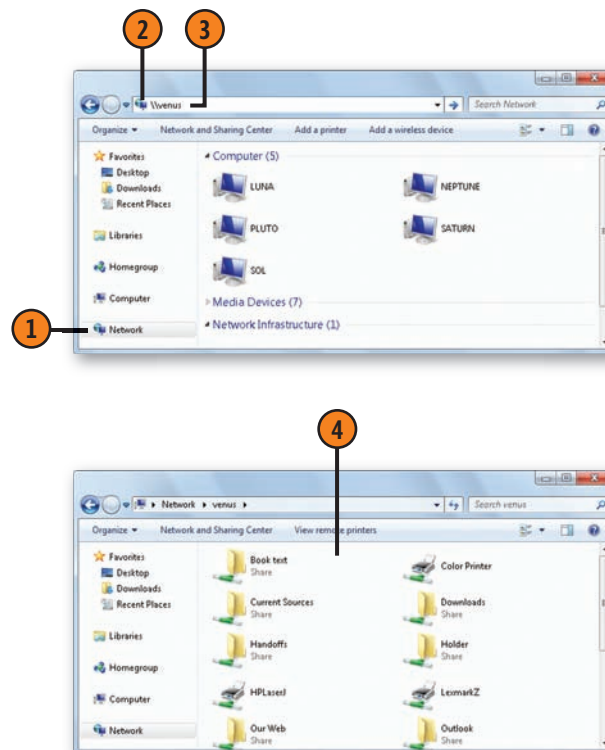 2 3
\\venus Search Network
Organize Network and Sharing Center Add a printer Add a wireless device
Favorites
Desktop
Downloads
Recent Places
Libraries
Homegroup
Computer
1 Network
Computer (5)
LUNA NEPTUNE
PLUTO SATURN
SOL
Media Devices (7)
Network Infrastructure (1)
4
Network venus Search venus
Organize Network and Sharing Center View remote printers
Favorites
Desktop
Downloads
Recent Places
Libraries
Homegroup
Computer
Network
Book text Color Printer
Share
Current Sources Downloads
Share Share
Handoffs Holder
Share Share
HPLaserJ LexmarkZ
Our Web Outlook
Share Share